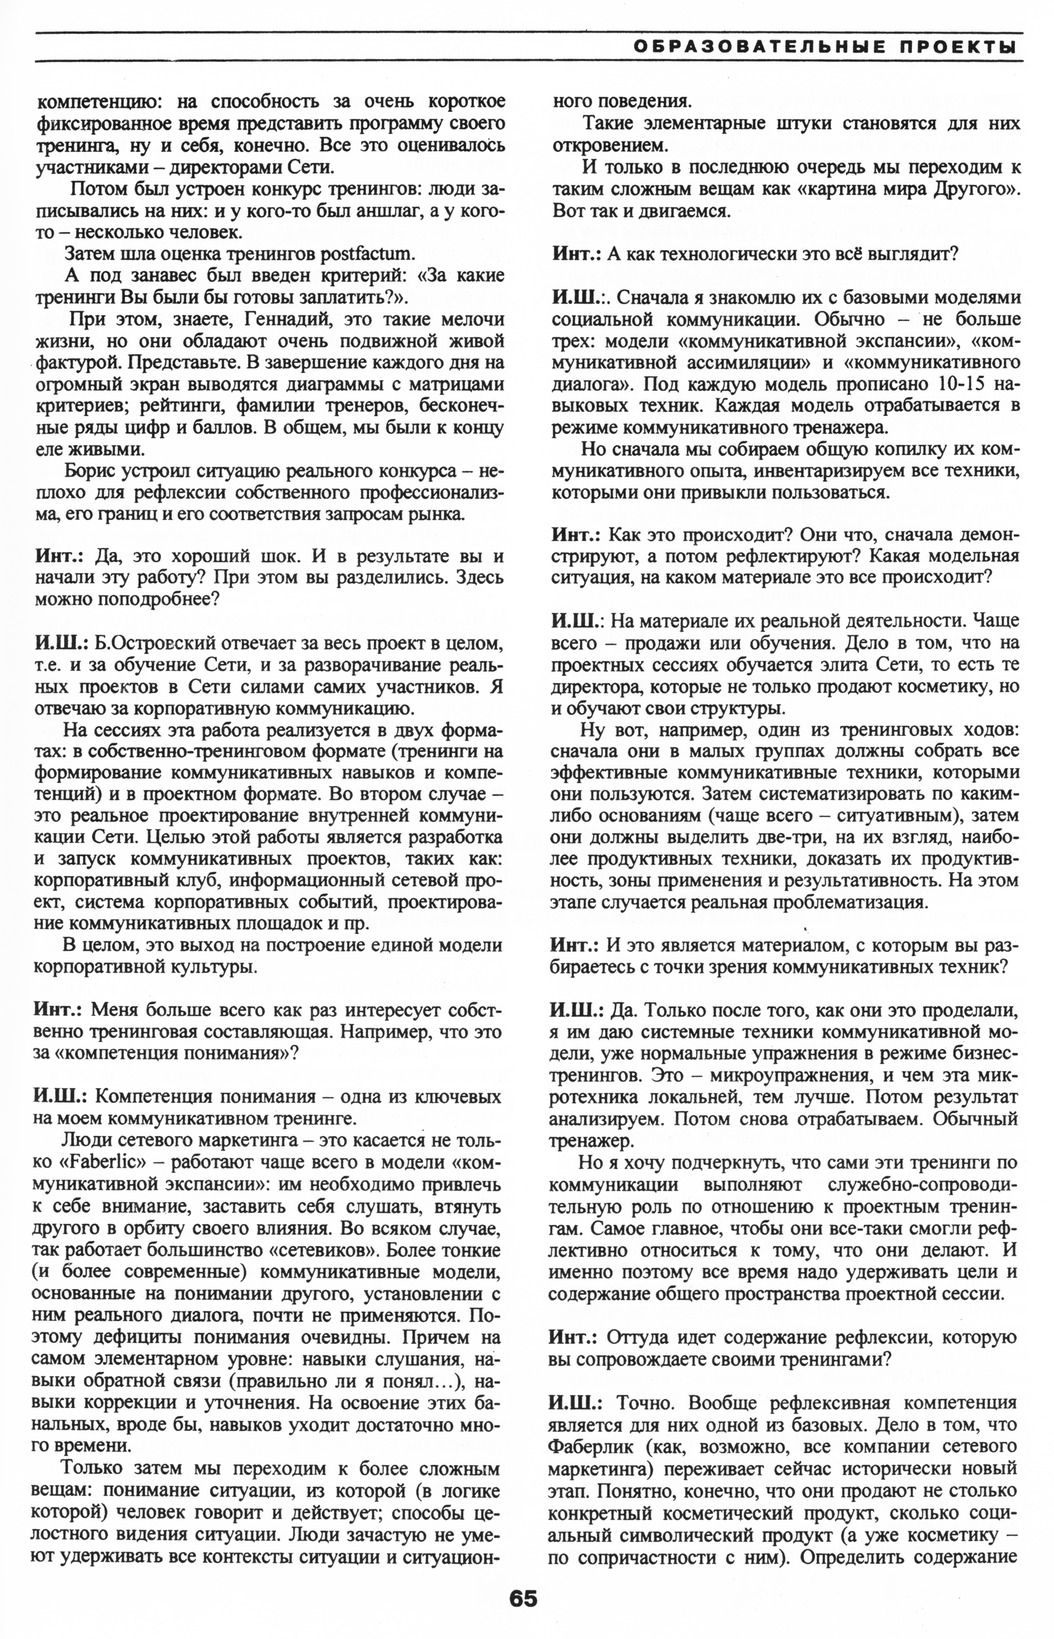 ОБРАЗОВАТЕЛЬНЫЕ ПРОЕКТЫ
компетенцию: на способность за очень короткое
фиксированное время представить программу своего
тренинга, ну и себя, конечно. Все это оценивалось
участниками – директорами Сети.
Потом был устроен конкурс тренингов: люди за-
писывались на них: и у кого-то был аншлаг, а у кого-
то – несколько человек.
Затем шла оценка тренингов postfactum.
А под занавес был введен критерий: «За какие
тренинги Вы были бы готовы заплатить?».
При этом, знаете, Геннадий, это такие мелочи
жизни, но они обладают очень подвижной живой
фактурой. Представьте. В завершение каждого дня на
огромный экран выводятся диаграммы с матрицами
критериев; рейтинги, фамилии тренеров, бесконеч-
ные ряды цифр и баллов. В общем, мы были к концу
еле живыми.
Борис устроил ситуацию реального конкурса – не-
плохо для рефлексии собственного профессионализ-
ма, его границ и его соответствия запросам рынка.
Инт.: Да, это хороший шок. И в результате вы и
начали эту работу? При этом вы разделились. Здесь
можно поподробнее?
И.Ш.: Б.Островский отвечает за весь проект в целом,
т.е. и за обучение Сети, и за разворачивание реаль-
ных проектов в Сети силами самих участников. Я
отвечаю за корпоративную коммуникацию.
На сессиях эта работа реализуется в двух форма-
тах: в собственно-тренинговом формате (тренинги на
формирование коммуникативных навыков и компе-
тенций) и в проектном формате. Во втором случае –
это реальное проектирование внутренней коммуни-
кации Сети. Целью этой работы является разработка
и запуск коммуникативных проектов, таких как:
корпоративный клуб, информационный сетевой про-
ект, система корпоративных событий, проектирова-
ние коммуникативных площадок и пр.
В целом, это выход на построение единой модели
корпоративной культуры.
Инт.: Меня больше всего как раз интересует собст-
венно тренинговая составляющая. Например, что это
за «компетенция понимания»?
И.Ш.: Компетенция понимания – одна из ключевых
на моем коммуникативном тренинге.
Люди сетевого маркетинга – это касается не толь-
ко «Faberlic» – работают чаще всего в модели «ком-
муникативной экспансии»: им необходимо привлечь
к себе внимание, заставить себя слушать, втянуть
другого в орбиту своего влияния. Во всяком случае,
так работает большинство «сетевиков». Более тонкие
(и более современные) коммуникативные модели,
основанные на понимании другого, установлении с
ним реального диалога, почти не применяются. По-
этому дефициты понимания очевидны. Причем на
самом элементарном уровне: навыки слушания, на-
выки обратной связи (правильно ли я понял…), на-
выки коррекции и уточнения. На освоение этих ба-
нальных, вроде бы, навыков уходит достаточно мно-
го времени.
Только затем мы переходим к более сложным
вещам: понимание ситуации, из которой (в логике
которой) человек говорит и действует; способы це-
лостного видения ситуации. Люди зачастую не уме-
ют удерживать все контексты ситуации и ситуацион-
ного поведения.
Такие элементарные штуки становятся для них
откровением.
И только в последнюю очередь мы переходим к
таким сложным вещам как «картина мира Другого».
Вот так и двигаемся.
Инт.: А как технологически это всё выглядит?
И.Ш.:. Сначала я знакомлю их с базовыми моделями
социальной коммуникации. Обычно – не больше
трех: модели «коммуникативной экспансии», «ком-
муникативной ассимиляции» и «коммуникативного
диалога». Под каждую модель прописано 10-15 на-
выковых техник. Каждая модель отрабатывается в
режиме коммуникативного тренажера.
Но сначала мы собираем общую копилку их ком-
муникативного опыта, инвентаризируем все техники,
которыми они привыкли пользоваться.
Инт.: Как это происходит? Они что, сначала демон-
стрируют, а потом рефлектируют? Какая модельная
ситуация, на каком материале это все происходит?
И.Ш.: На материале их реальной деятельности. Чаще
всего – продажи или обучения. Дело в том, что на
проектных сессиях обучается элита Сети, то есть те
директора, которые не только продают косметику, но
и обучают свои структуры.
Ну вот, например, один из тренинговых ходов:
сначала они в малых группах должны собрать все
эффективные коммуникативные техники, которыми
они пользуются. Затем систематизировать по каким-
либо основаниям (чаще всего – ситуативным), затем
они должны выделить две-три, на их взгляд, наибо-
лее продуктивных техники, доказать их продуктив-
ность, зоны применения и результативность. На этом
этапе случается реальная проблематизация.
Инт.: И это является материалом, с которым вы раз-
бираетесь с точки зрения коммуникативных техник?
И.Ш.: Да. Только после того, как они это проделали,
я им даю системные техники коммуникативной мо-
дели, уже нормальные упражнения в режиме бизнес-
тренингов. Это – микроупражнения, и чем эта мик-
ротехника локальней, тем лучше. Потом результат
анализируем. Потом снова отрабатываем. Обычный
тренажер.
Но я хочу подчеркнуть, что сами эти тренинги по
коммуникации выполняют служебно-сопроводи-
тельную роль по отношению к проектным тренин-
гам. Самое главное, чтобы они все-таки смогли реф-
лективно относиться к тому, что они делают. И
именно поэтому все время надо удерживать цели и
содержание общего пространства проектной сессии.
Инт.: Оттуда идет содержание рефлексии, которую
вы сопровождаете своими тренингами?
И.Ш.: Точно. Вообще рефлексивная компетенция
является для них одной из базовых. Дело в том, что
Фаберлик (как, возможно, все компании сетевого
маркетинга) переживает сейчас исторически новый
этап. Понятно, конечно, что они продают не столько
конкретный косметический продукт, сколько соци-
альный символический продукт (а уже косметику –
по сопричастности с ним). Определить содержание
65